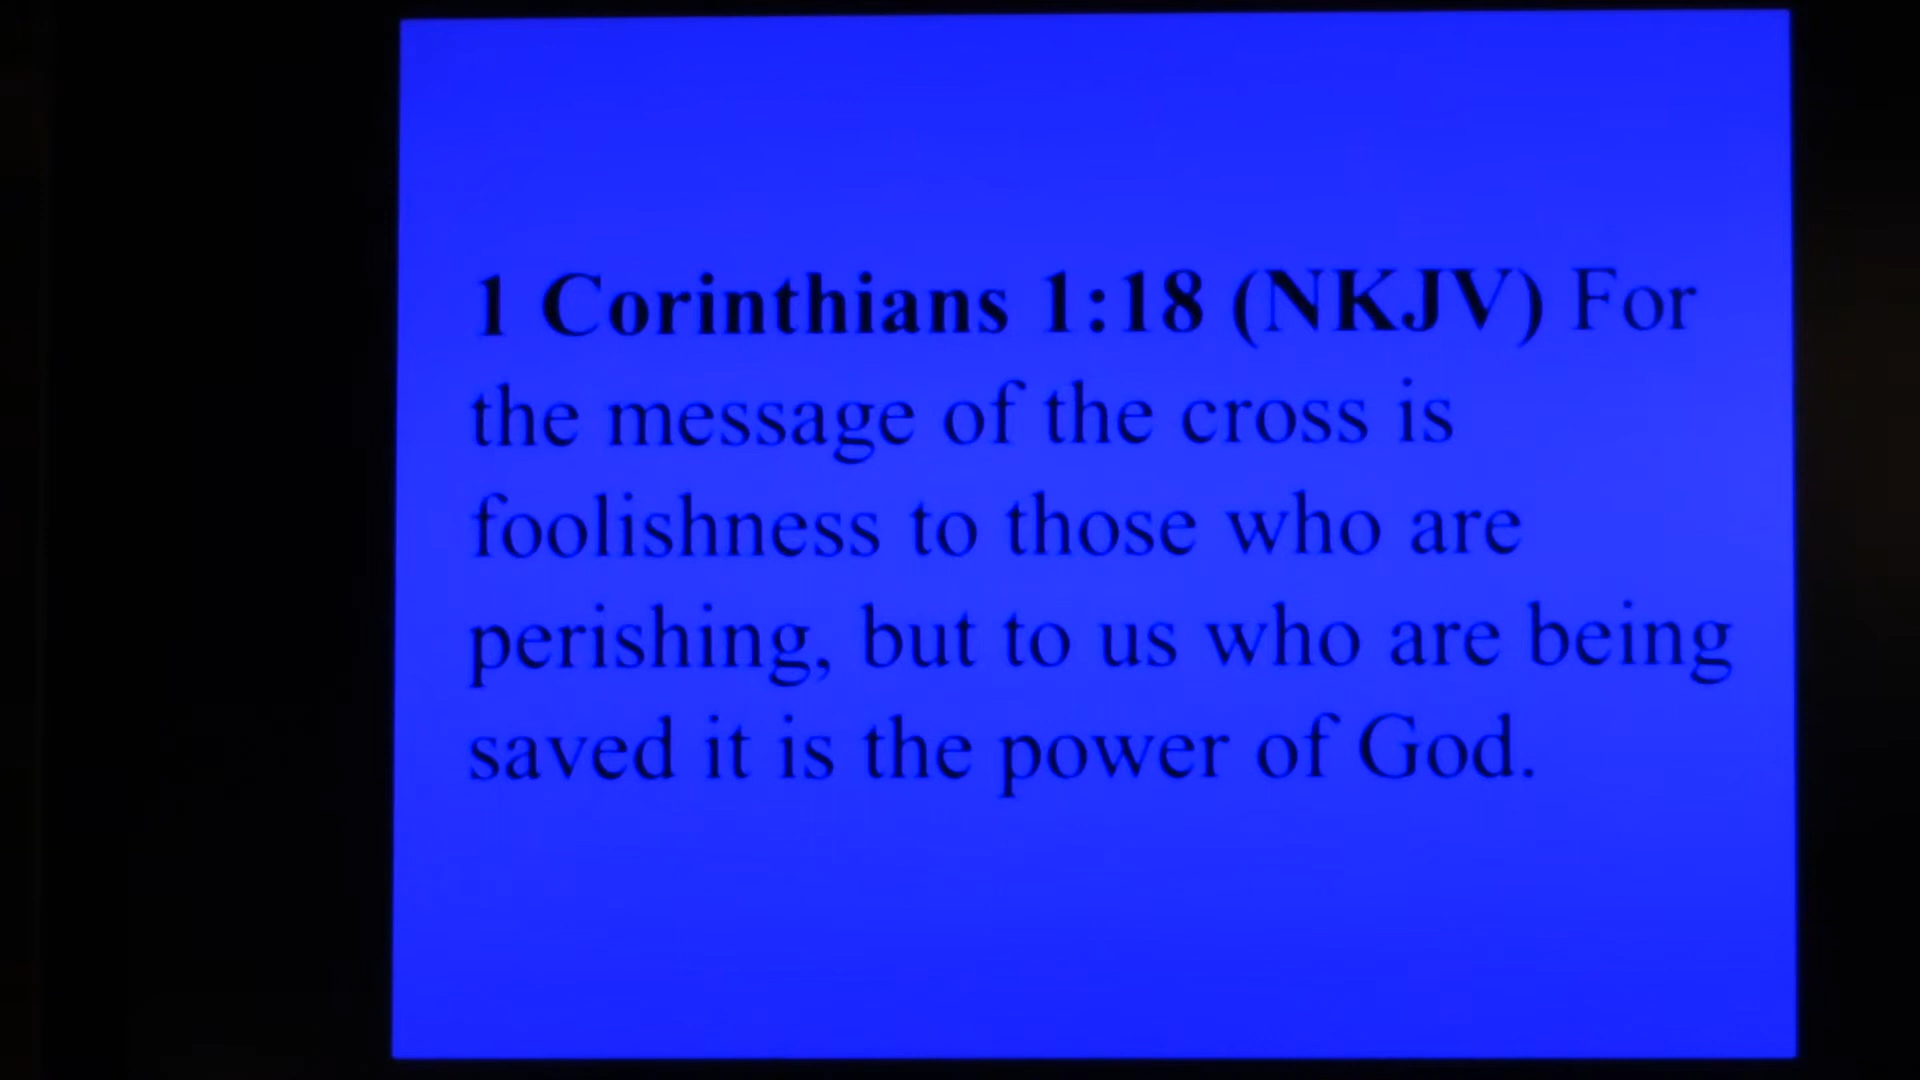 1 Corinthians 1:18 (NKJV) For
the message of the cross is
foolishness to those who are
perishing, but to us who are being
saved it is the power of God.